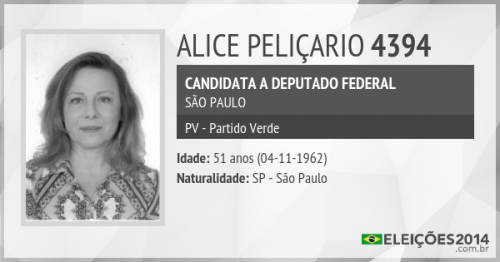 ALICE PELIÇARIO 4394
CANDIDATA A DEPUTADO FEDERAL
SÃO PAULO
PV - Partido Verde
Idade: 51 anos (04-11-1962)
Naturalidade: SP - São Paulo
ELEIÇÕES2014
.com.br